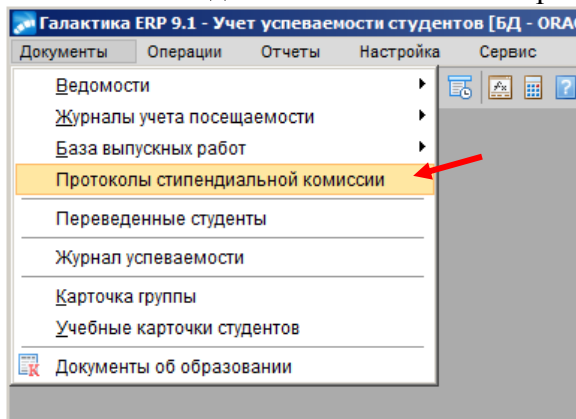 Галактика ERP 9.1 - Учет успеваемости студентов [БД - ORA
Документы Операции Отчеты Настройка Сервис
Ведомости
Журналы учета посещаемости
База выпускных работ
Протоколы стипендиальной комиссии
Переведенные студенты
Журнал успеваемости
Карточка группы
Учебные карточки студентов
Документы об образовании